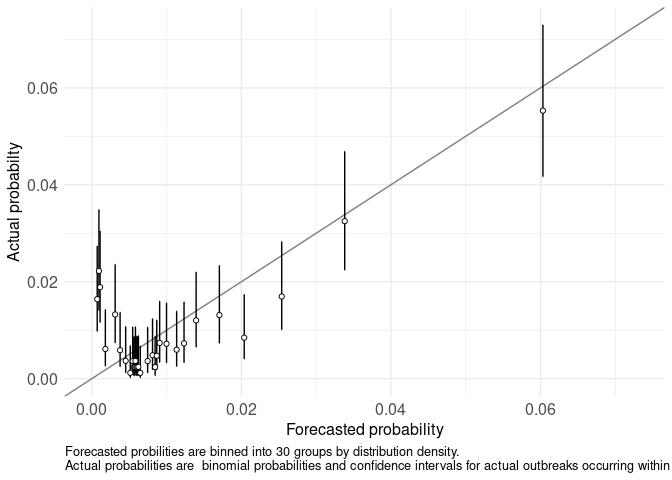 0.06
0.04
0.02
0.00
Actual probabilty
0.00
0.02
0.04
0.06
Forecasted probability
Forecasted probilities are binned into 30 groups by distribution density.
Actual probabilities are  binomial probabilities and confidence intervals for actual outbreaks occurring within